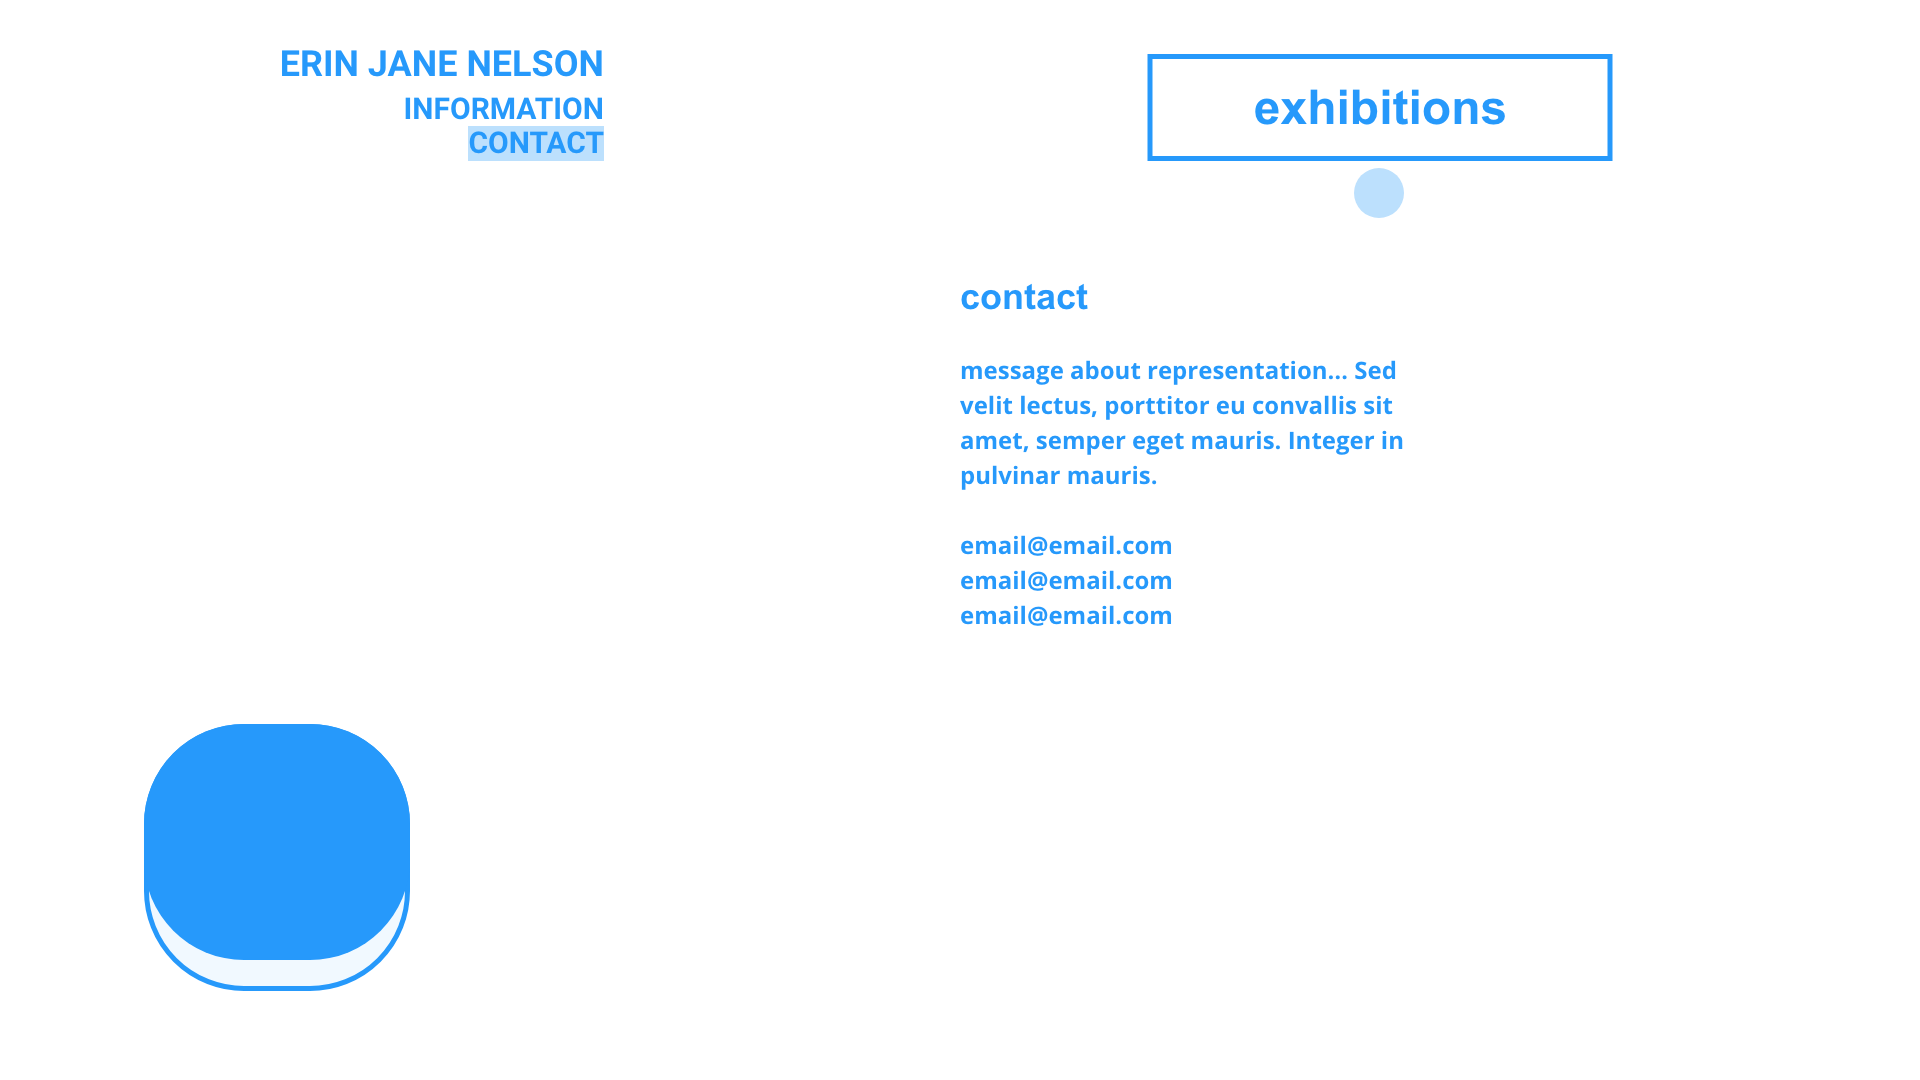 ERIN JANE NELSON
INFORMATION
CONTACT
exhibitions
contact
message about representation... Sed
velit lectus, porttitor eu convallis sit
amet, semper eget mauris. Integer in
pulvinar mauris.
email@email.com
email@email.com
email@email.com